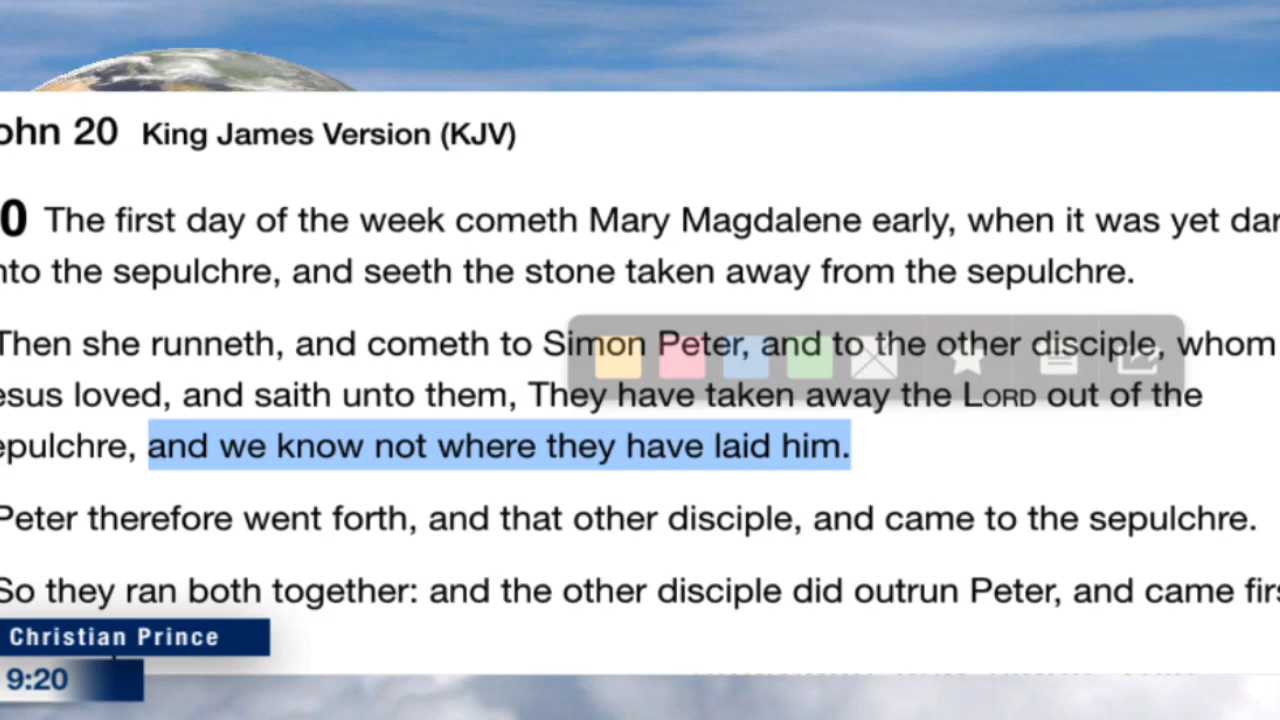 ohn 20 King James Version (KJV)
0 The first day of the week cometh Mary Magdalene early, when it was yet dar
nto the sepulchre, and seeth the stone taken away from the sepulchre.
Then she runneth, and cometh to Simon Peter, and to the other disciple, whom
esus loved, and saith unto them, They have taken away the LORD out of the
epulchre, and we know not where they have laid him.
Peter therefore went forth, and that other disciple, and came to the sepulchre.
So they ran both together: and the other disciple did outrun Peter, and came firs
Christian Prince
9:20